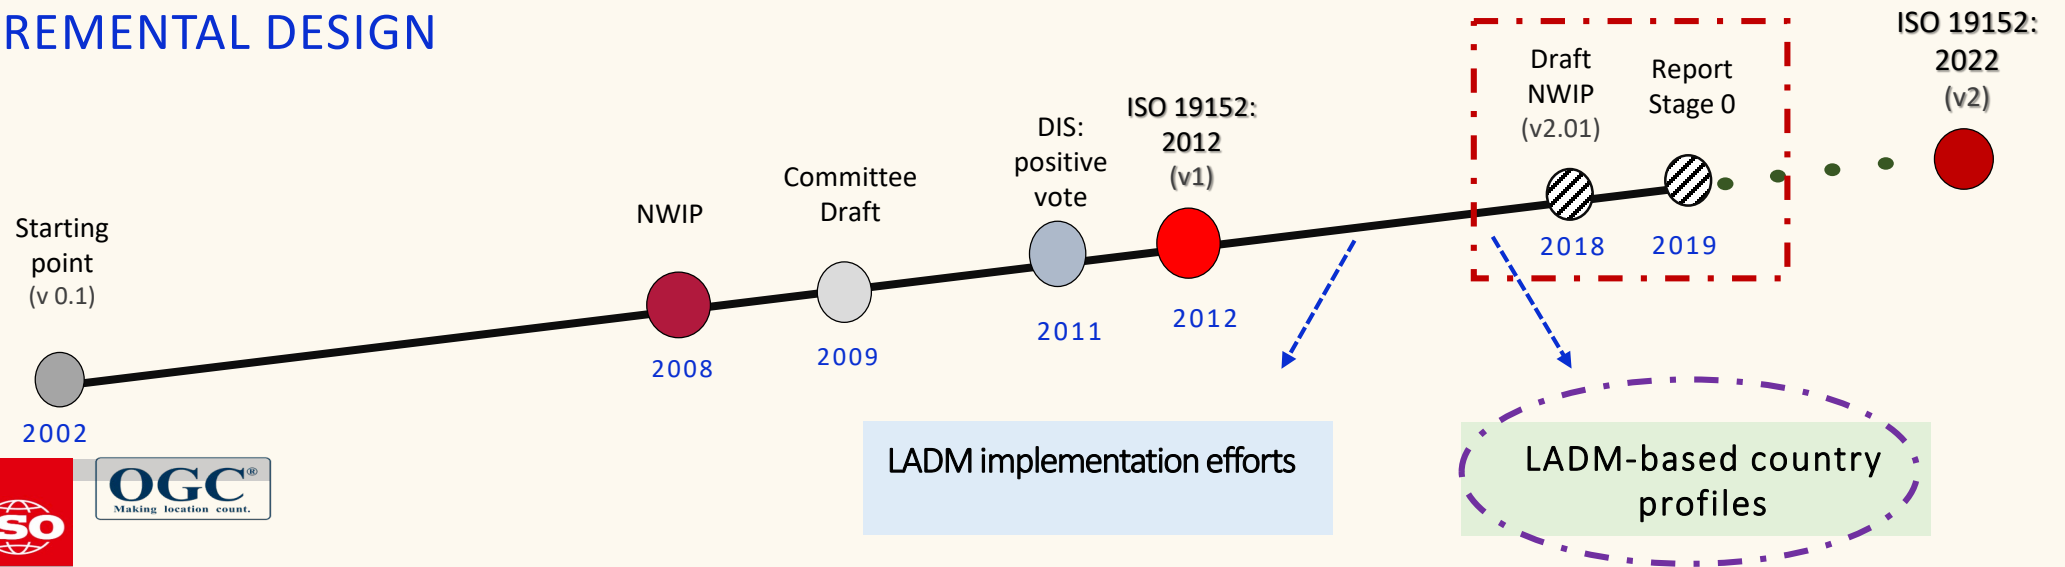 REMENTAL DESIGN
Starting
point
(v 0.1)
2002
NWIP
2008
Committee
Draft
2009
DIS:
positive
vote
2011
ISO 19152:
2012
(v1)
2012
Draft
NWIP
(v2.01)
2018
Report
Stage 0
2019
ISO 19152:
2022
(v2)
LADM implementation efforts
LADM-based country
profiles
SO
OGC®
Making location count.